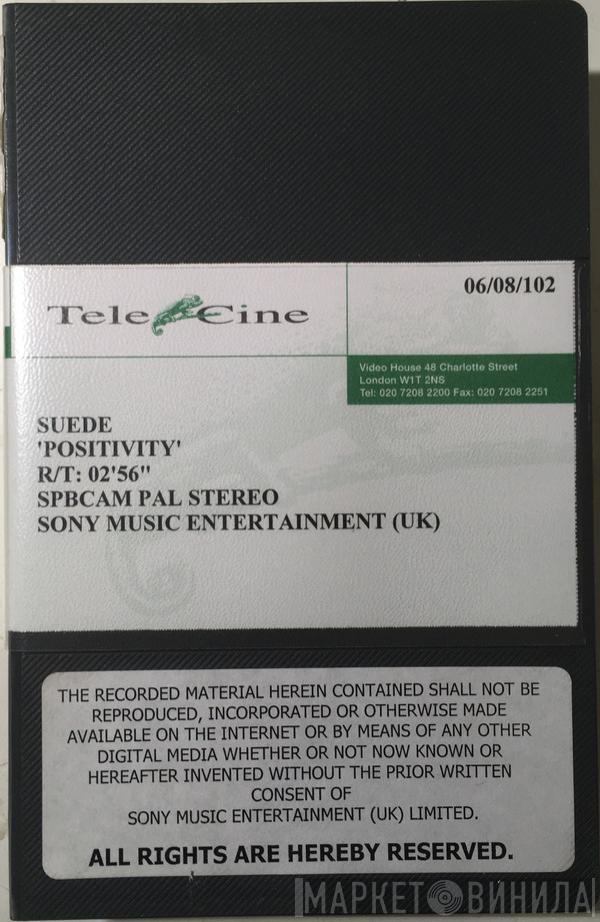 Tele Cine
06/08/102
Video House 48 Charlotte Street
London W1T 2NS
Tel: 020 7208 2200 Fax: 020 7208 2251
SUEDE
'POSITIVITY'
R/T: 02'56"
SPBCAM PAL STEREO
SONY MUSIC ENTERTAINMENT (UK)
THE RECORDED MATERIAL HEREIN CONTAINED SHALL NOT BE
REPRODUCED, INCORPORATED OR OTHERWISE MADE
AVAILABLE ON THE INTERNET OR BY MEANS OF ANY OTHER
DIGITAL MEDIA WHETHER OR NOT NOW KNOWN OR
HEREAFTER INVENTED WITHOUT THE PRIOR WRITTEN
CONSENT OF
SONY MUSIC ENTERTAINMENT (UK) LIMITED.
ALL RIGHTS ARE HEREBY RESERVED.
МАРКЕТ ВИНИЛА